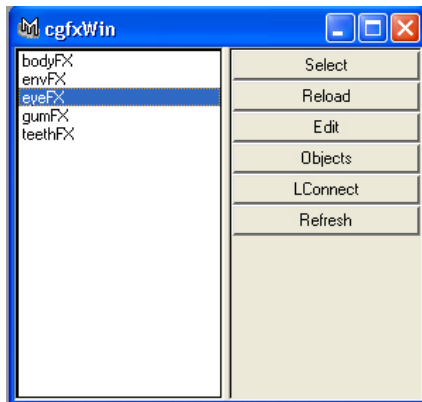 cgfxWin
bodyFX
envFX
eyeFX
gumFX
teethFX
Select
Reload
Edit
Objects
LConnect
Refresh